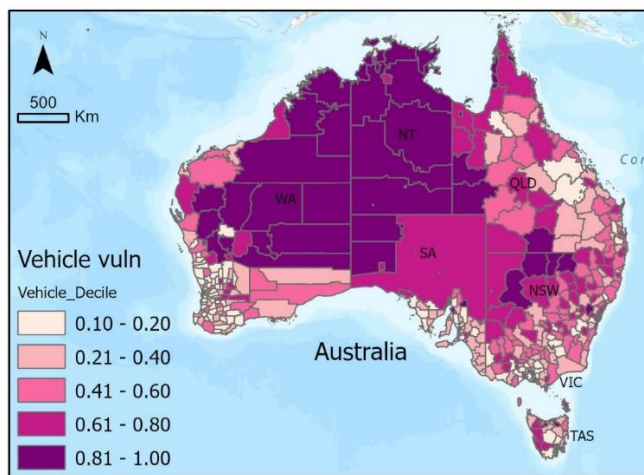 N
500
Km
NT
QLD
WA
SA
NSW
VIC
TAS
Australia
Vehicle vuln
Vehicle_Decile
0.10 - 0.20
0.21 - 0.40
0.41 - 0.60
0.61 - 0.80
0.81 - 1.00
Cor